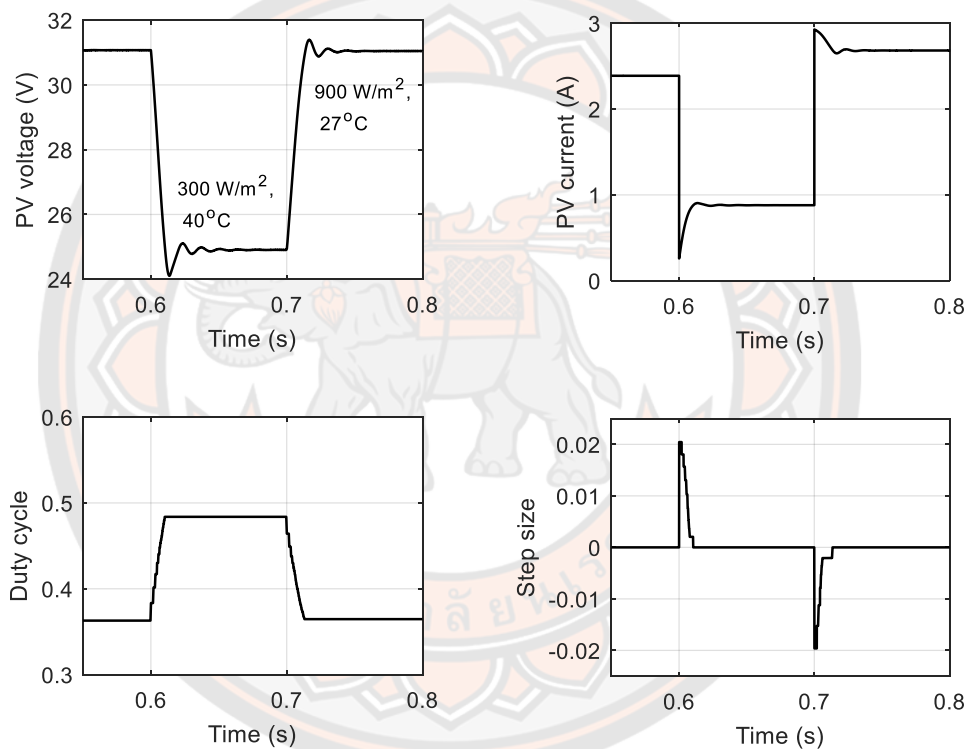 32
30
28
26
24
PV voltage (V)
900 W/m²,
27°C
300 W/m²,
40°C
0.6 0.7 0.8
Time (s)
3
2
1
0
PV current (A)
0.6 0.7 0.8
Time (s)
0.6
0.5
0.4
0.3
Duty cycle
0.6 0.7 0.8
Time (s)
0.02
0.01
0
-0.01
-0.02
Step size
0.6 0.7 0.8
Time (s)